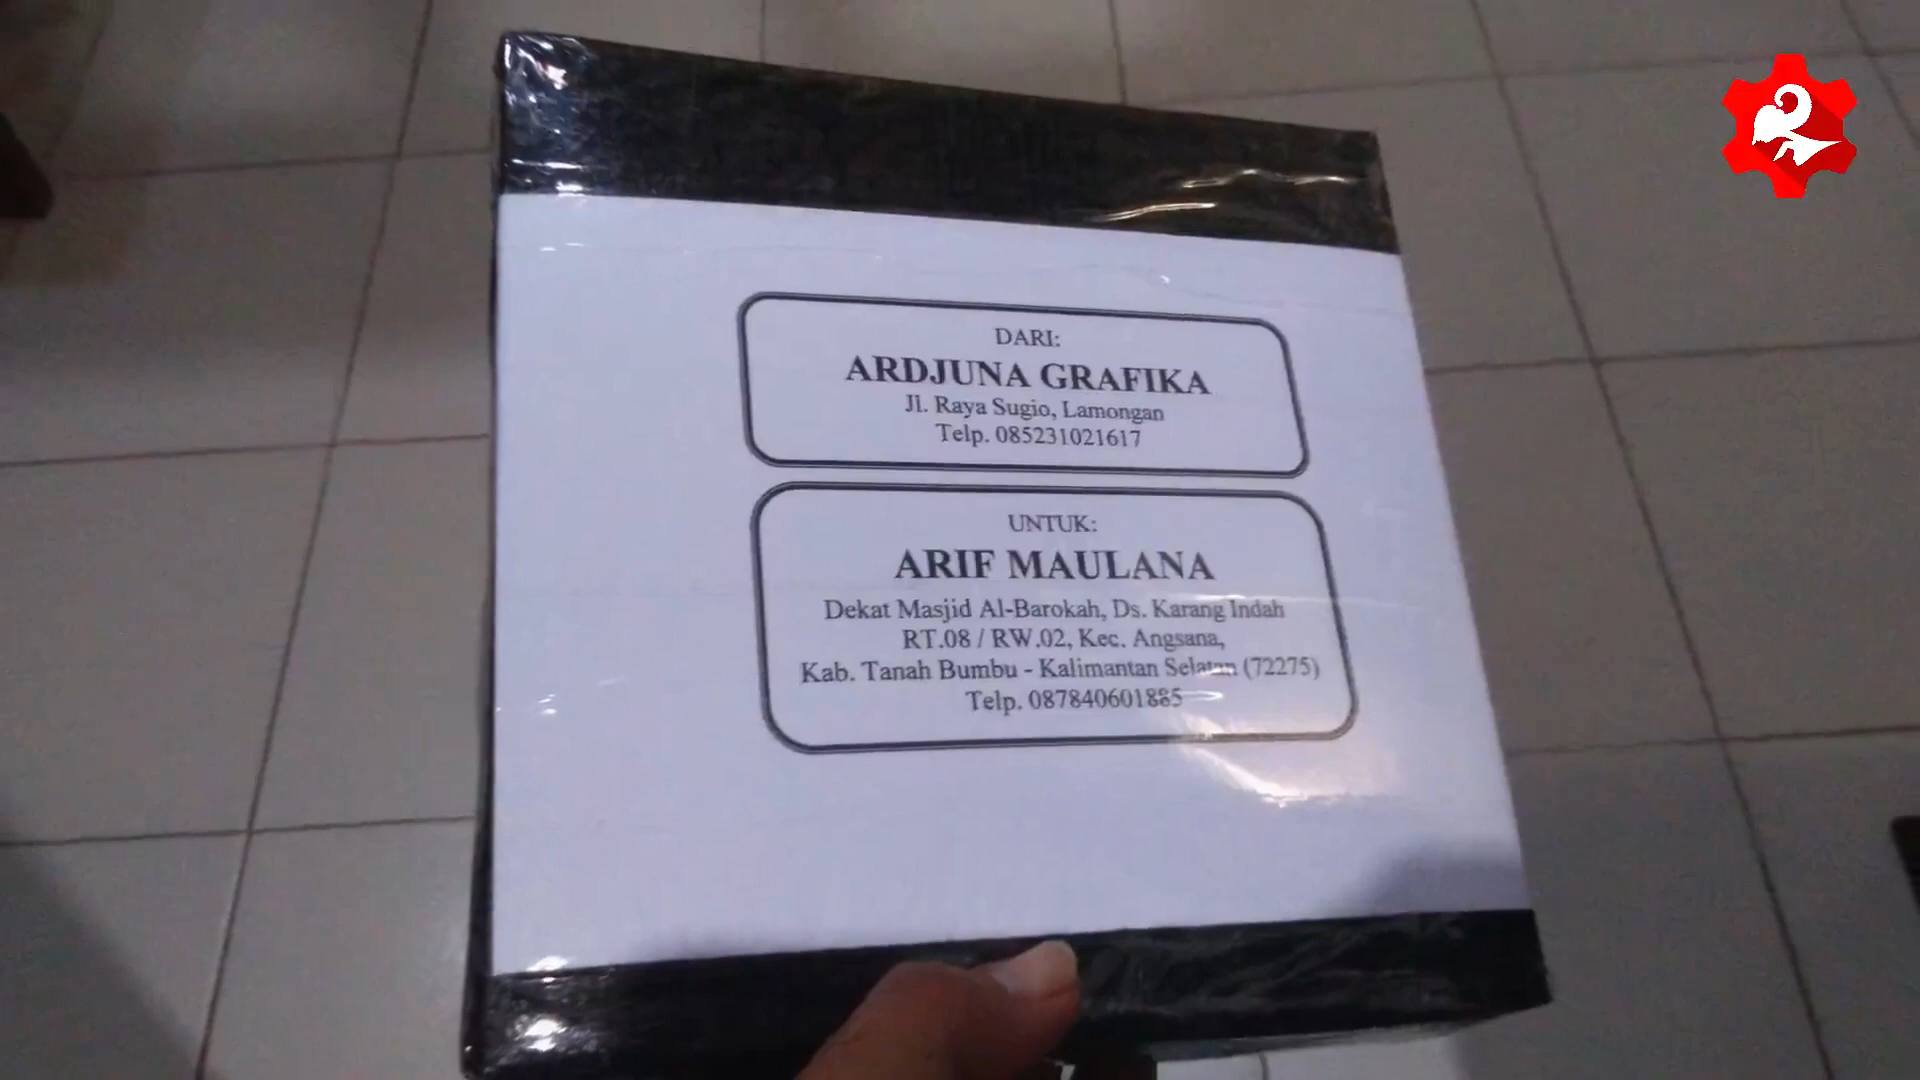 DARI:
ARDJUNA GRAFIKA
Jl. Raya Sugio, Lamongan
Telp. 085231021617
UNTUK:
ARIF MAULANA
Dekat Masjid Al-Barokah, Ds. Karang Indah
RT.08 / RW.02, Kec. Angsana,
Kab. Tanah Bumbu - Kalimantan Selatan (72275)
Telp. 087840601885